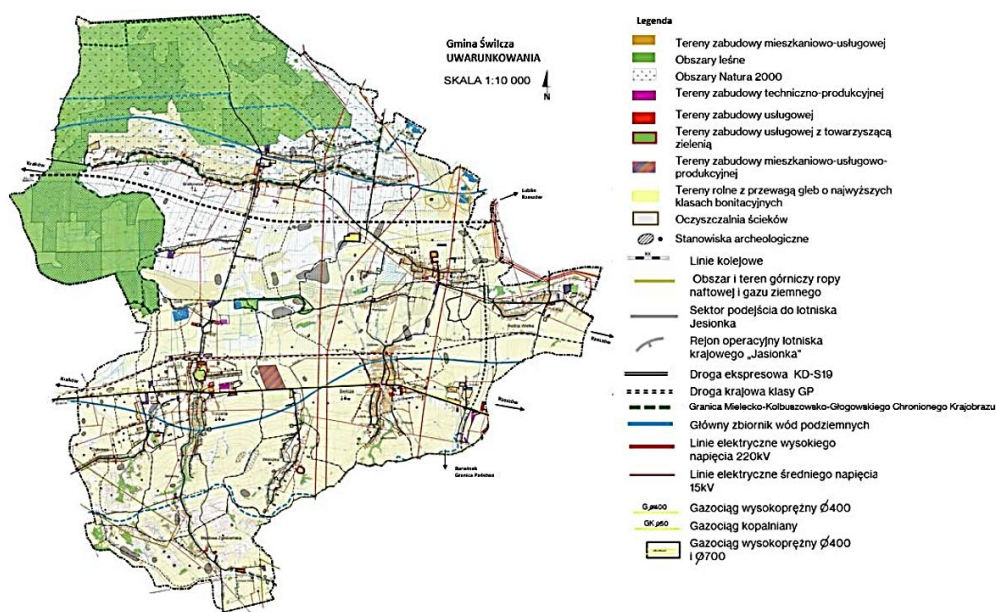 Gmina Świlcza
UWARUNKOWANIA
SKALA 1:10 000
N
Kraków
Lublin
Rzeszów
Rzeszów
Kraków
Rzeszów
Barwinek
Granica Państwa
Legenda
Tereny zabudowy mieszkaniowo-usługowej
Obszary leśne
Obszary Natura 2000
Tereny zabudowy techniczno-produkcyjnej
Tereny zabudowy usługowej
Tereny zabudowy usługowej z towarzyszącą
zielenią
Tereny zabudowy mieszkaniowo-usługowo-
produkcyjnej
Tereny rolne z przewagą gleb o najwyższych
klasach bonitacyjnych
Oczyszczalnia ścieków
Stanowiska archeologiczne
Linie kolejowe
Obszar i teren górniczy ropy
naftowej i gazu ziemnego
Sektor podejścia do lotniska
Jesionka
Rejon operacyjny lotniska
krajowego „Jasionka"
Droga ekspresowa KD-S19
Droga krajowa klasy GP
Granica Mielecko-Kolbuszowsko-Głogowskiego Chronionego Krajobrazu
Główny zbiornik wód podziemnych
Linie elektryczne wysokiego
napięcia 220kV
Linie elektryczne średniego napięcia
15kV
Gazociąg wysokoprężny Ø400
Gazociąg kopalniany
Gazociąg wysokoprężny Ø400
i Ø700